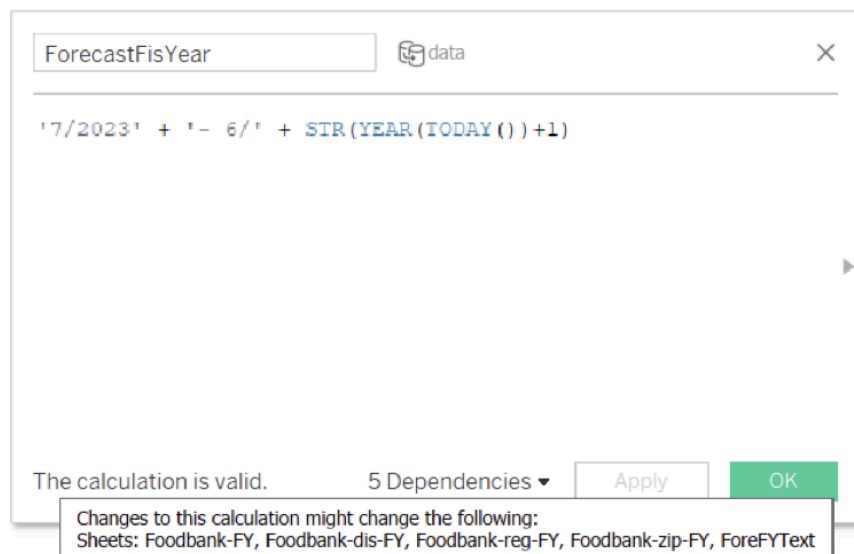 ForecastFisYear
data
'7/2023' + '- 6/' + STR(YEAR(TODAY())+1)
The calculation is valid.
5 Dependencies
Apply
OK
Changes to this calculation might change the following:
Sheets: Foodbank-FY, Foodbank-dis-FY, Foodbank-reg-FY, Foodbank-zip-FY, ForeFYText